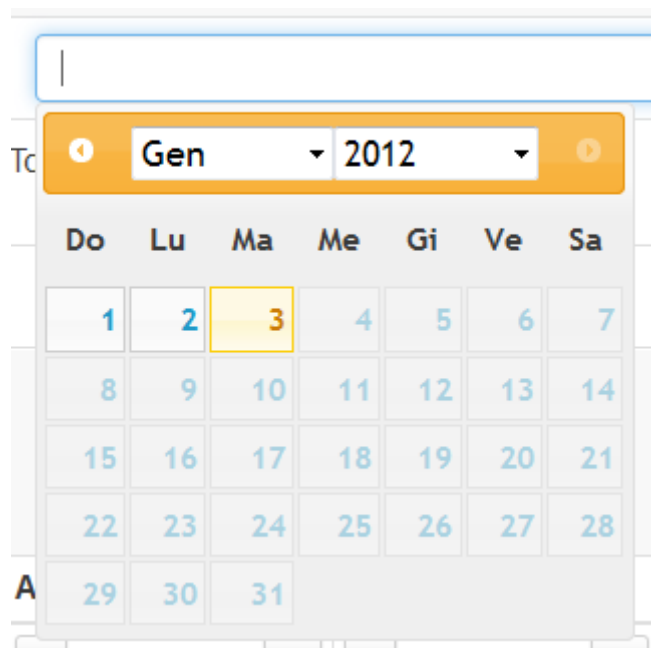 Gen 2012
To
Do Lu Ma Me Gi Ve Sa
1 2 3 4 5 6 7
8 9 10 11 12 13 14
15 16 17 18 19 20 21
22 23 24 25 26 27 28
29 30 31
A